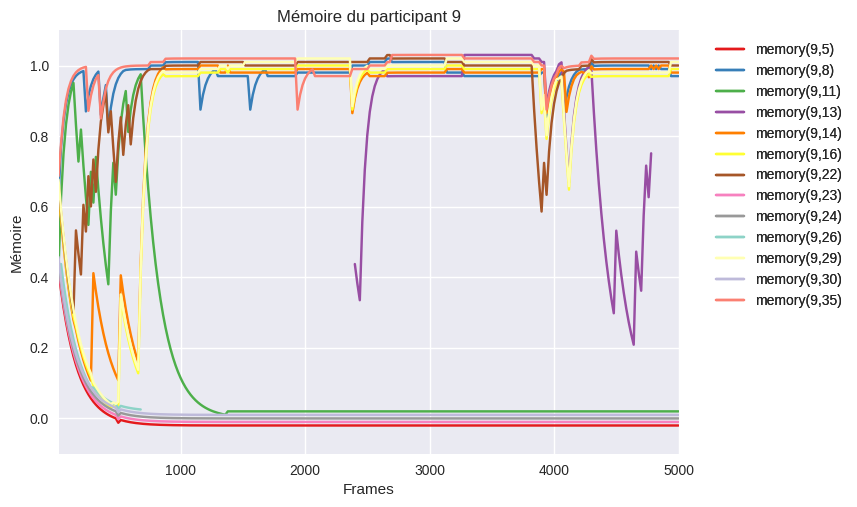 Mémoire du participant 9
Mémoire
1.0
0.8
0.6
0.4
0.2
0.0
1000
2000
3000
4000
5000
Frames
memory(9,5)
memory(9,8)
memory(9,11)
memory(9,13)
memory(9,14)
memory(9,16)
memory(9,22)
memory(9,23)
memory(9,24)
memory(9,26)
memory(9,29)
memory(9,30)
memory(9,35)